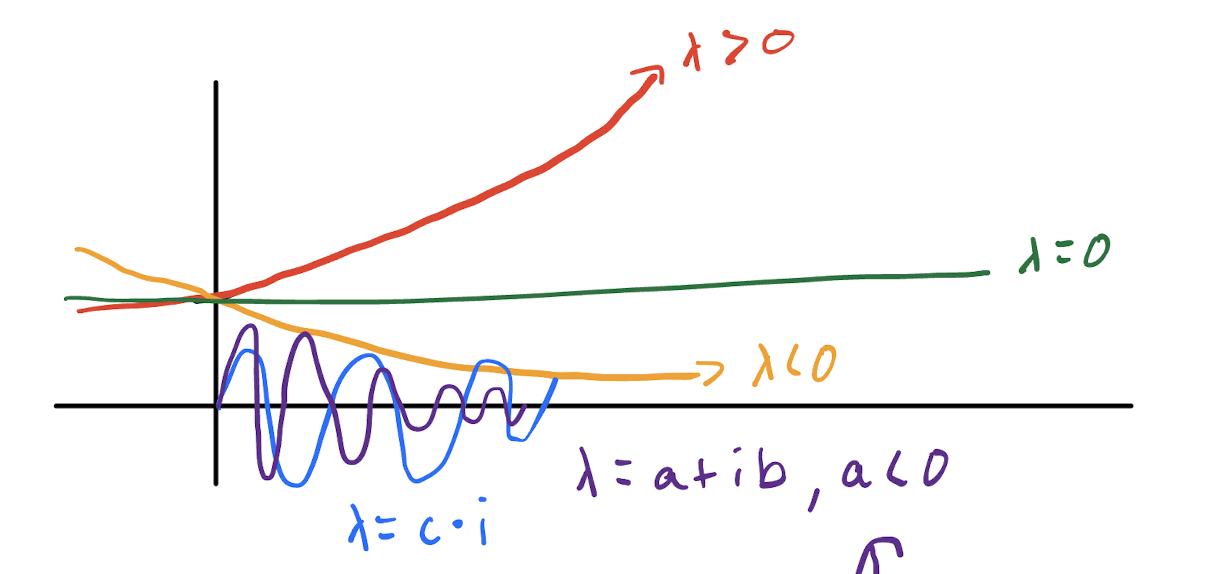 λ > 0
λ = 0
λ < 0
λ = a + ib , a < 0
λ = c · i